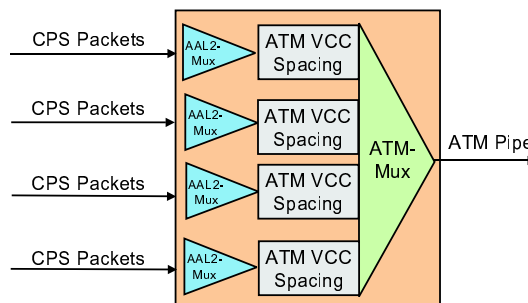 CPS Packets
AAL2-
Mux
ATM VCC
Spacing
CPS Packets
AAL2-
Mux
ATM VCC
Spacing
ATM-
Mux
ATM Pipe
CPS Packets
AAL2-
Mux
ATM VCC
Spacing
CPS Packets
AAL2-
Mux
ATM VCC
Spacing